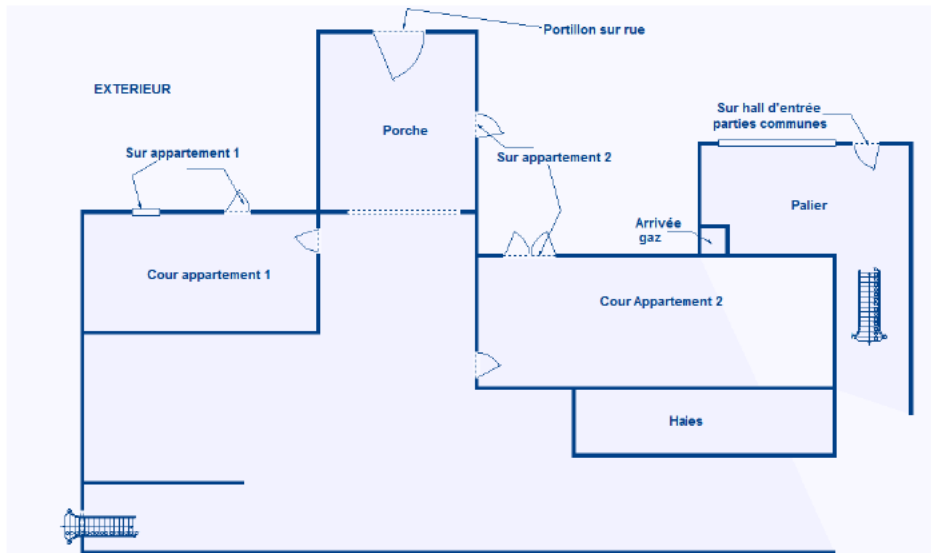 Portillon sur rue
EXTERIEUR
Sur hall d'entrée
parties communes
Porche
Sur appartement 1
Sur appartement 2
Palier
Arrivée
gaz
Cour appartement 1
Cour Appartement 2
Haies